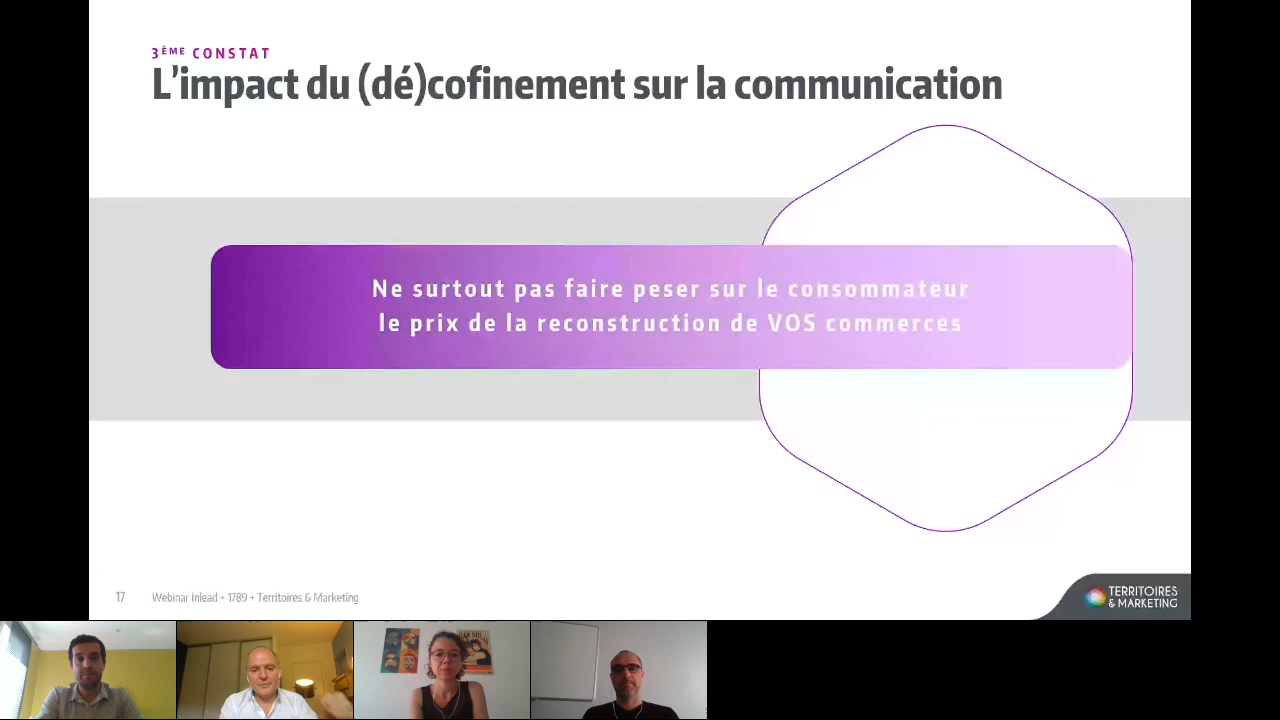 3ÈME CONSTAT
L'impact du (dé)cofinement sur la communication
Ne surtout pas faire peser sur le consommateur
le prix de la reconstruction de VOS commerces
17 Webinar Inlead + 1789 + Territoires & Marketing
TERRITOIRES
& MARKETING